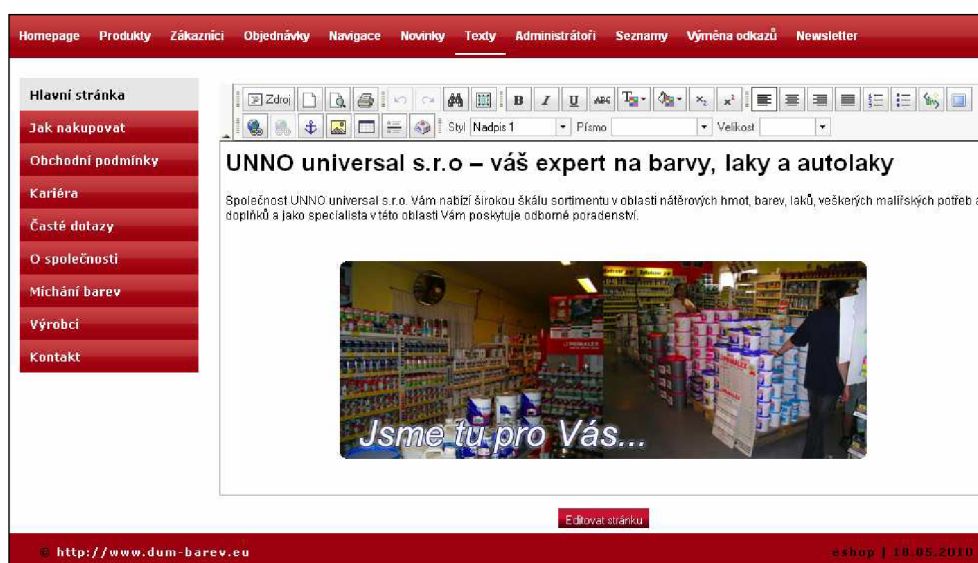 Homepage Produkty Zákazníci Objednávky Navigace Novinky Texty Administrátoři Seznamy Výměna odkazů Newsletter
Hlavní stránka
Jak nakupovat
Obchodní podmínky
Kariéra
Časté dotazy
O společnosti
Míchání barev
Výrobci
Kontakt
Zdroj B I U ABC
Styl Nadpis 1 Písmo Velikost
UNNO universal s.r.o – váš expert na barvy, laky a autolaky
Společnost UNNO universal s.r.o. Vám nabízí širokou škálu sortimentu v oblasti nátěrových hmot, barev, laků, veškerých malířských potřeb a
doplňků a jako specialista v této oblasti Vám poskytuje odborné poradenství.
PRIMALEX
Jsme tu pro Vás...
Editovat stránku
© http://www.dum-barev.eu eshop | 18.05.2010